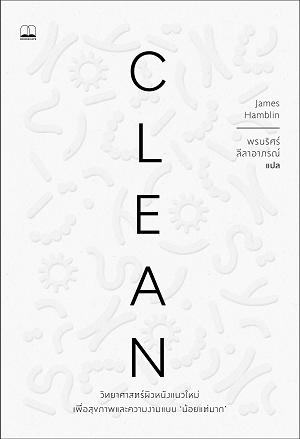 CLEAN
James
Hamblin
พรนริศร์
ลีลาอาภรณ์
แปล
วิทยาศาสตร์ผิวหนังแนวใหม่
เพื่อสุขภาพและความงามแบบ ‘น้อยแต่มาก’